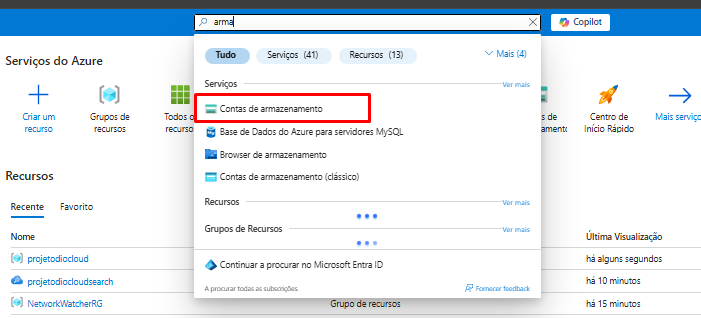 arma
Copilot
Tudo
Serviços (41)
Recursos (13)
Mais (4)
Serviços do Azure
Serviços
Ver mais
Contas de armazenamento
Base de Dados do Azure para servidores MySQL
Browser de armazenamento
Contas de armazenamento (clássico)
Criar um
recurso
Grupos de
recursos
Todos o
recurso
Centro de
Início Rápido
Mais serviço
Recursos
Ver mais
Grupos de Recursos
Ver mais
Continuar a procurar no Microsoft Entra ID
A procurar todas as subscrições.
Fornecer feedback
Recursos
Recente
Favorito
Nome
Última Visualização
projetodiocloud
há alguns segundos
projetodiocloudsearch
há 10 minutos
NetworkWatcherRG
Grupo de recursos
há 15 minutos